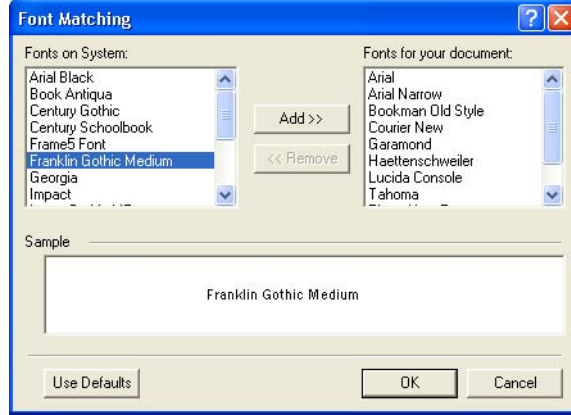 Font Matching
Fonts on System:
Arial Black
Book Antiqua
Century Gothic
Century Schoolbook
Frame5 Font
Franklin Gothic Medium
Georgia
Impact
Add >>
<< Remove
Fonts for your document:
Arial
Arial Narrow
Bookman Old Style
Courier New
Garamond
Haettenschweiler
Lucida Console
Tahoma
Sample
Franklin Gothic Medium
Use Defaults
OK
Cancel